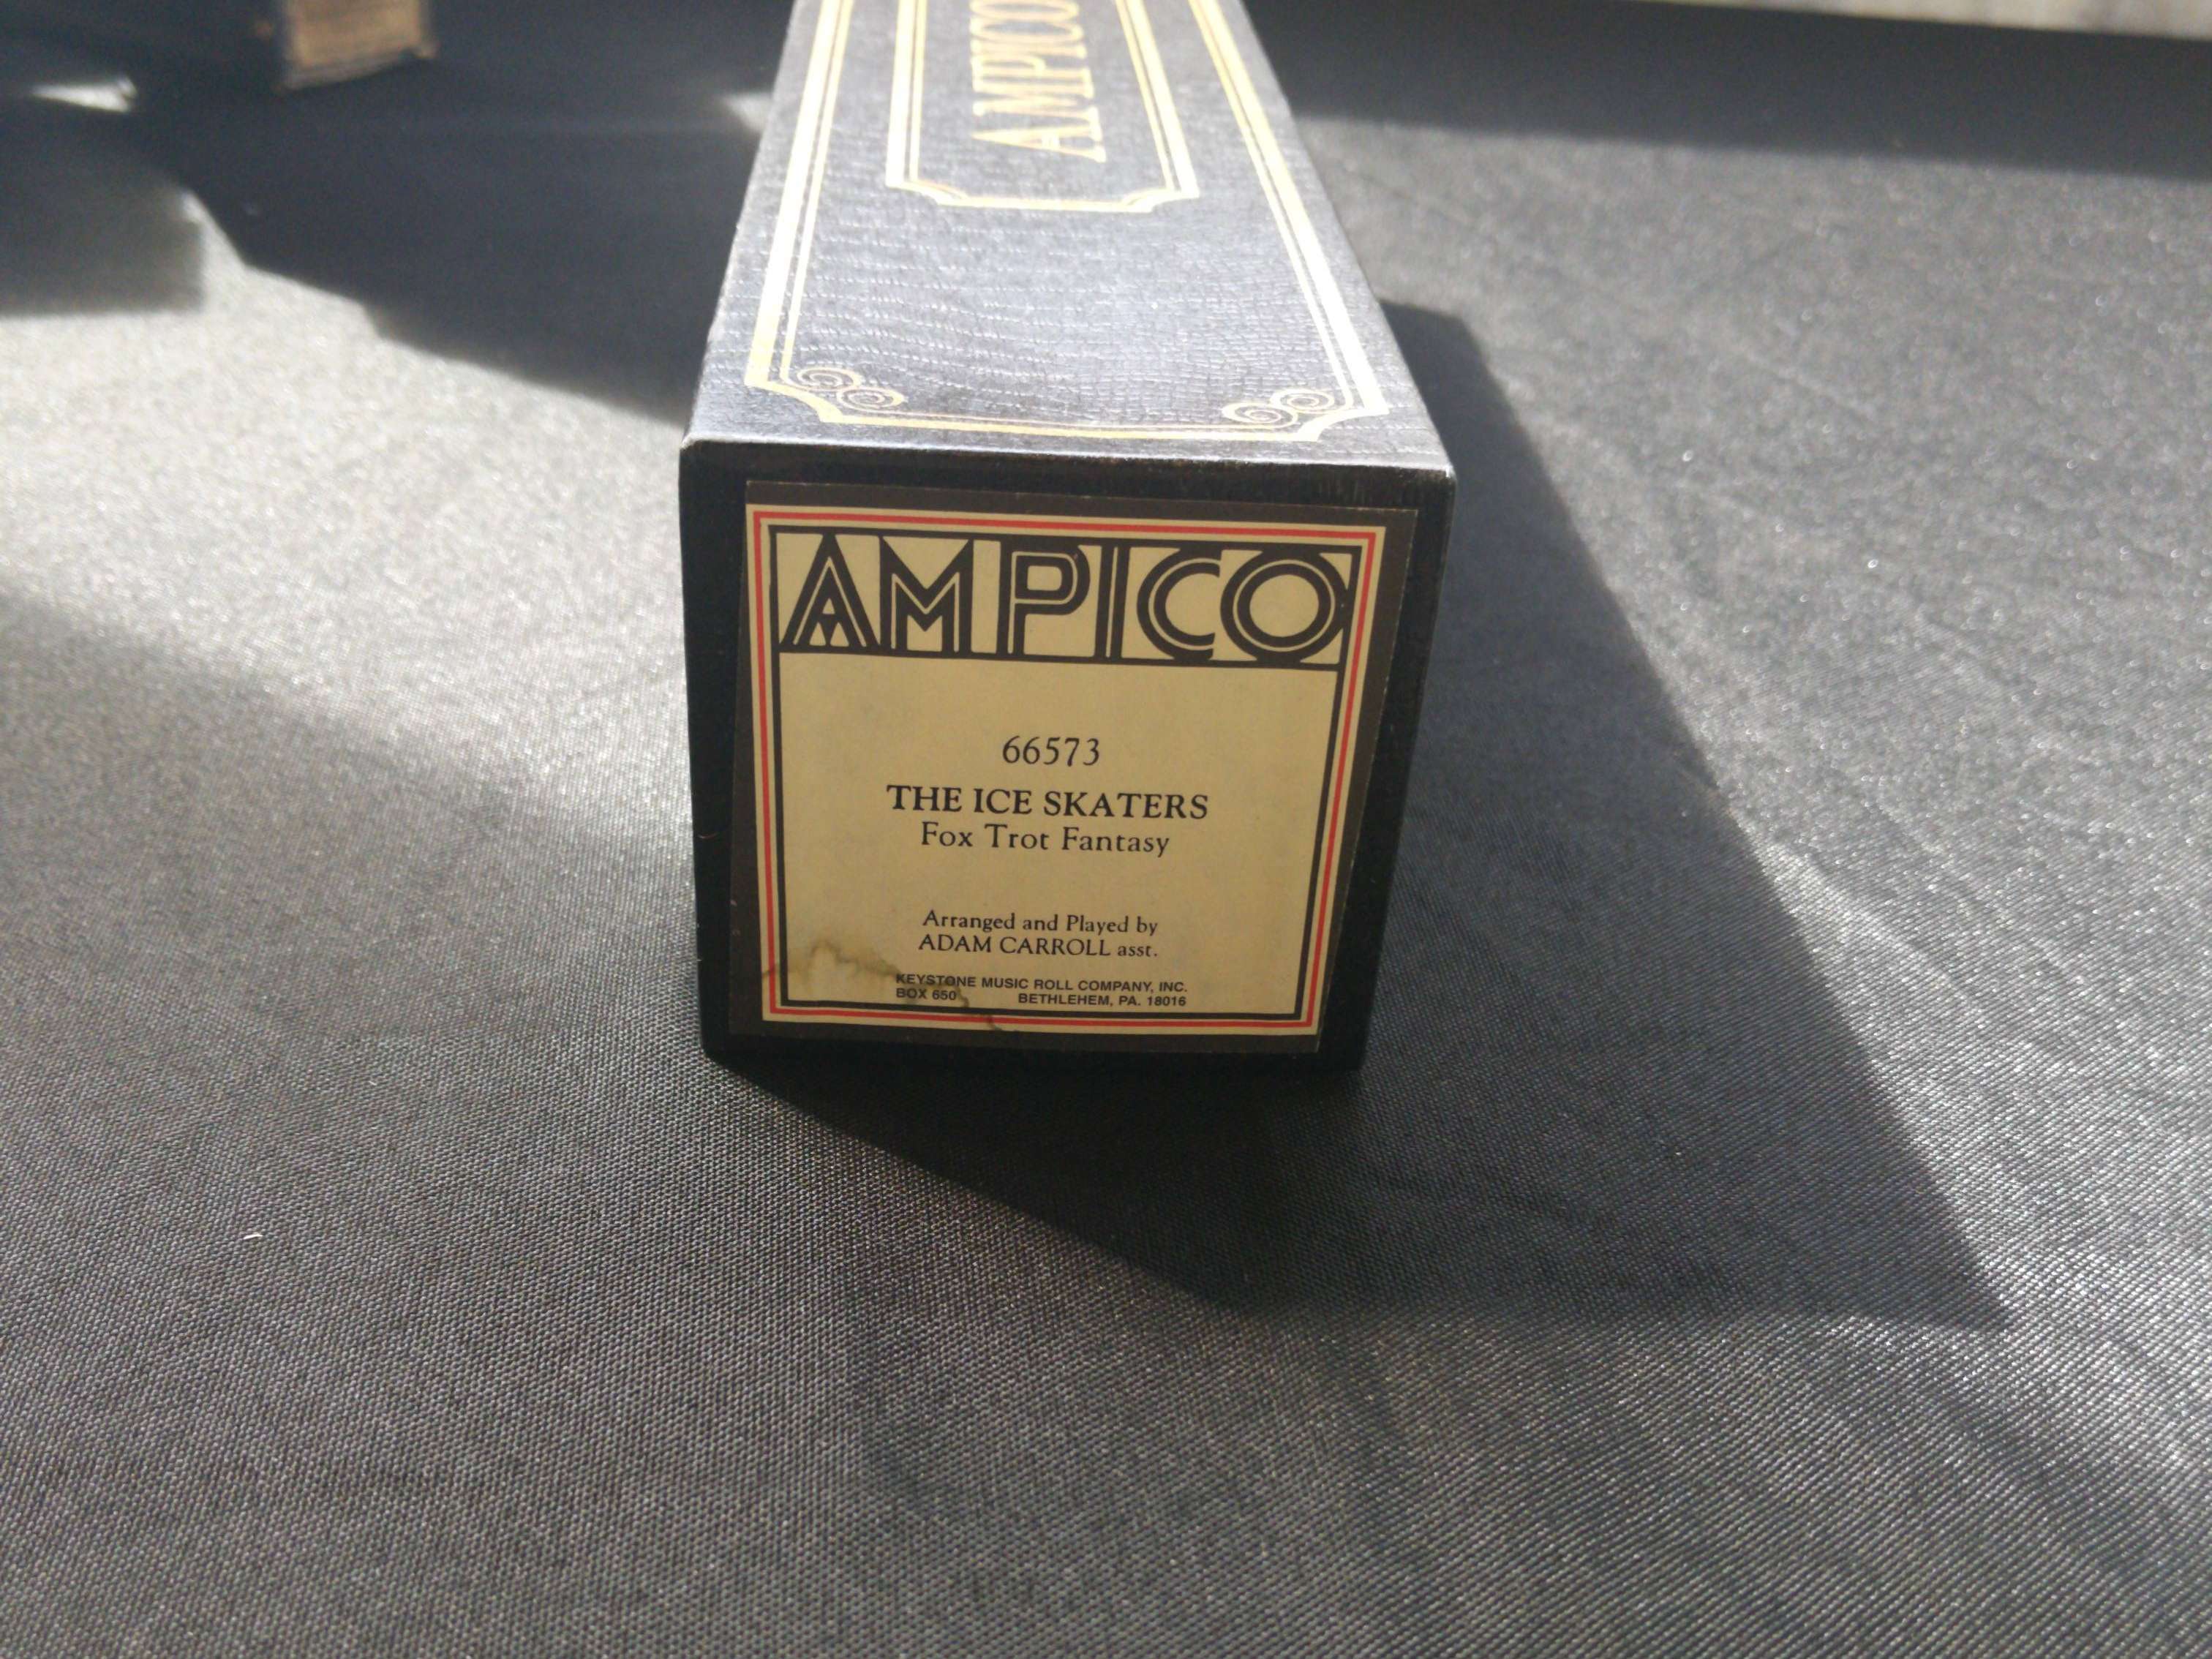 AMPICO
AMPICO
66573
THE ICE SKATERS
Fox Trot Fantasy
Arranged and Played by
ADAM CARROLL asst.
KEYSTONE MUSIC ROLL COMPANY, INC.
BOX 650 BETHLEHEM, PA. 18016